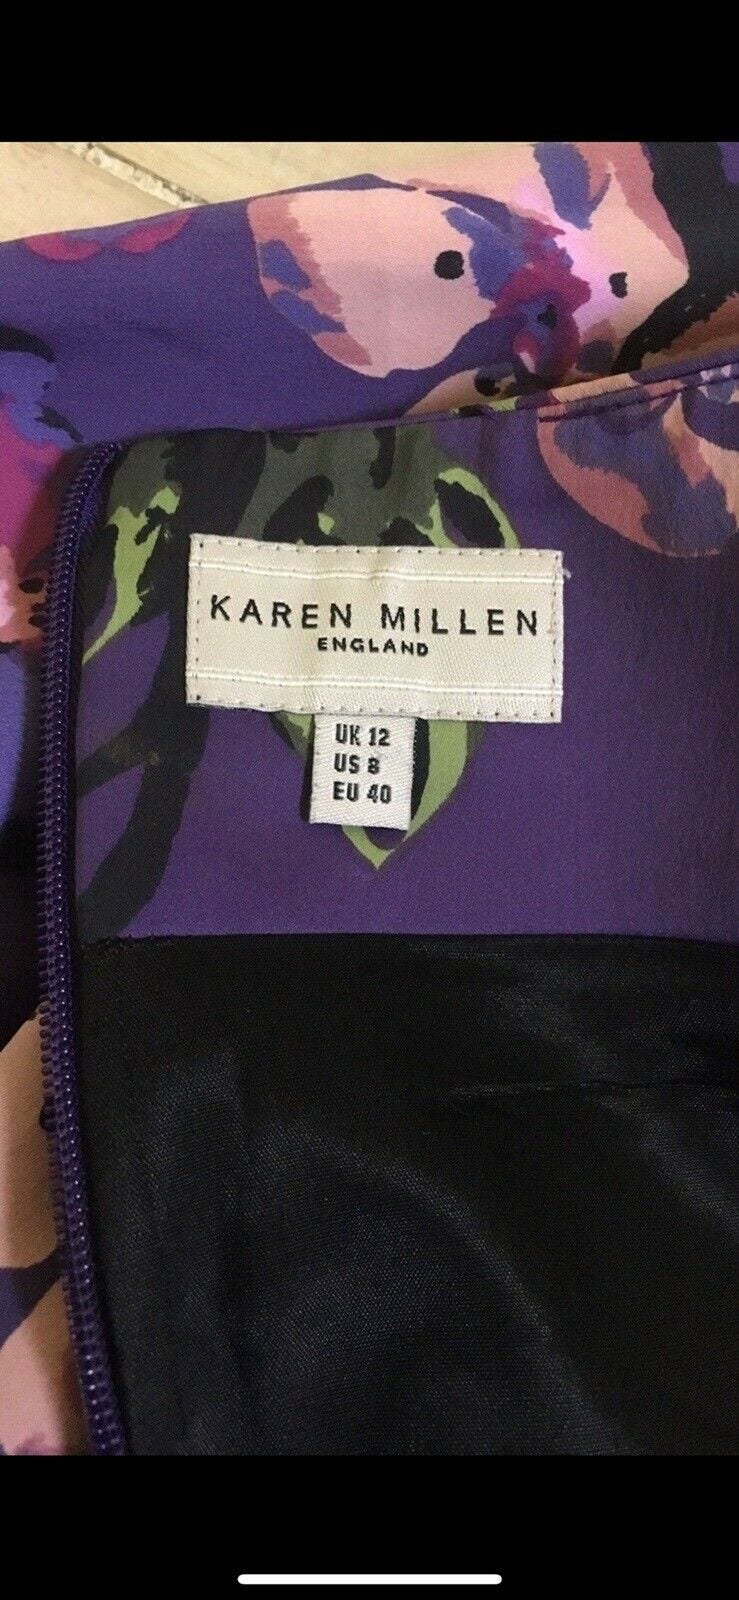 KAREN MILLEN
ENGLAND
UK 12
US 8
EU 40